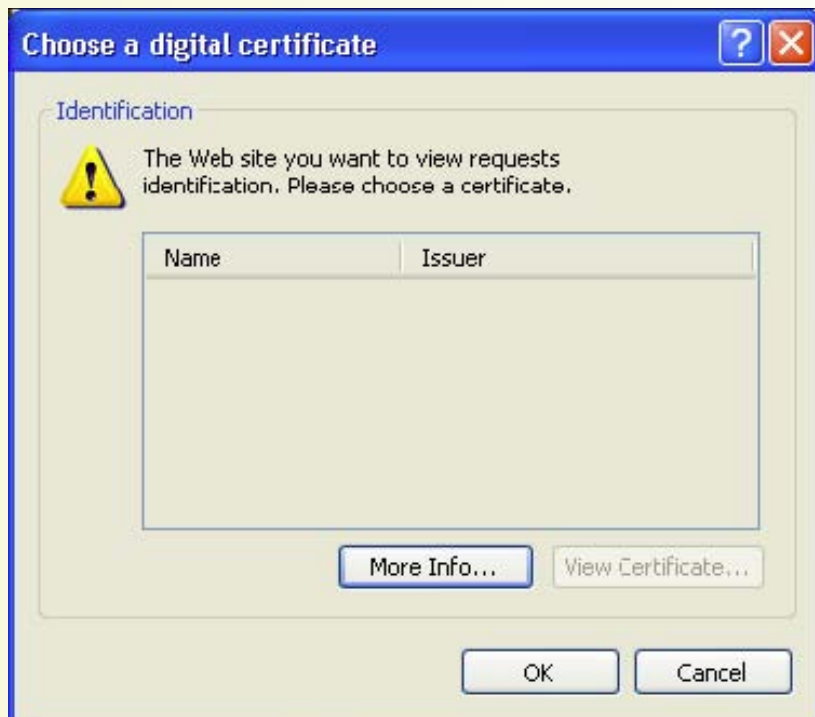 Choose a digital certificate
Identification
The Web site you want to view requests
identification. Please choose a certificate.
Name Issuer
More Info... View Certificate...
OK Cancel